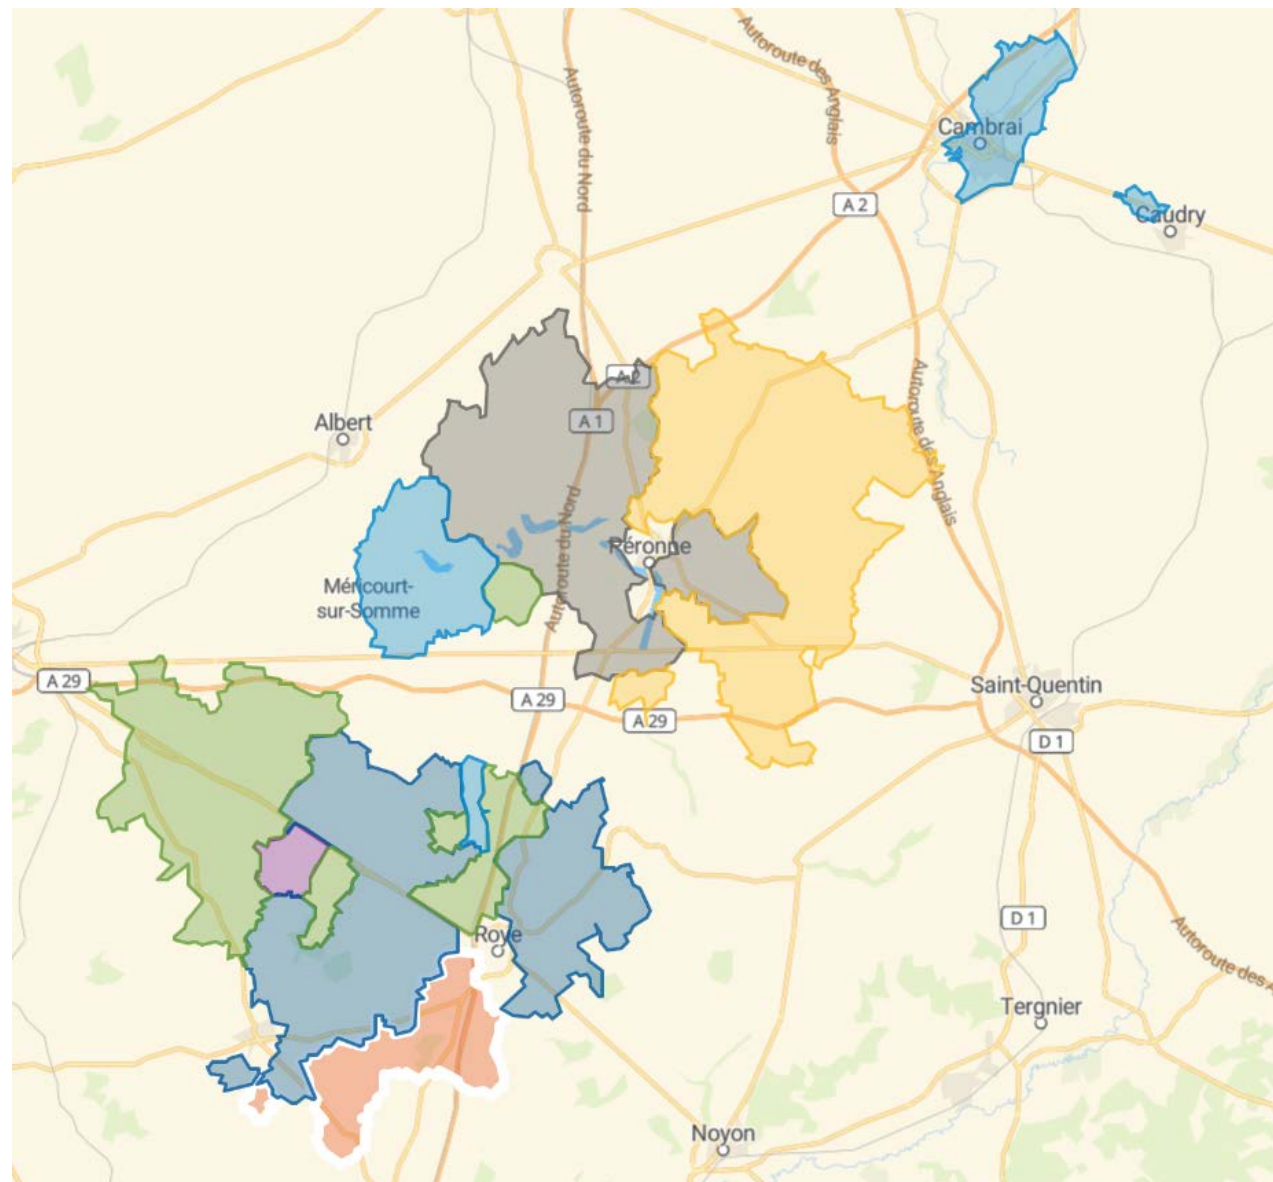 Autoroute des Anglais
Autoroute du Nord
Cambrai
A 2
Caudry
A 2
Autoroute des Anglais
Albert
A 1
Autoroute du Nord
Péronne
Méricourt-
sur-Somme
A 29
A 29
A 29
Saint-Quentin
D 1
D 1
Roye
Autoroute des A
Tergnier
Noyon